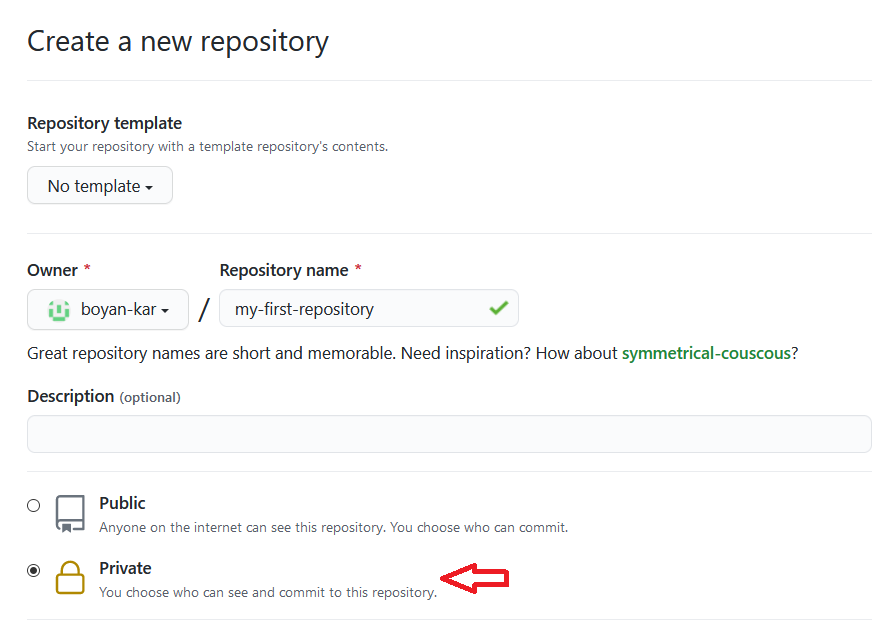 Create a new repository
Repository template
Start your repository with a template repository's contents.
No template
Owner * Repository name *
boyan-kar / my-first-repository
Great repository names are short and memorable. Need inspiration? How about symmetrical-couscous?
Description (optional)
Public
Anyone on the internet can see this repository. You choose who can commit.
Private
You choose who can see and commit to this repository.